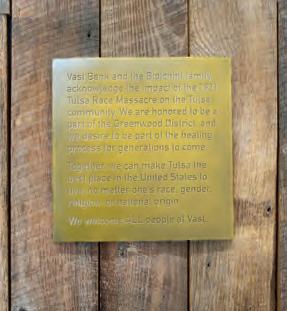 Vast Bank and the Biolchini family
acknowledge the impact of the 1921
Tulsa Race Massacre on the Tulsa
community. We are honored to be a
part of the Greenwood District, and
we desire to be part of the healing
process for generations to come.
Together, we can make Tulsa the
best place in the United States to
live, no matter one's race, gender,
religion, or national origin.
We welcome ALL people at Vast.